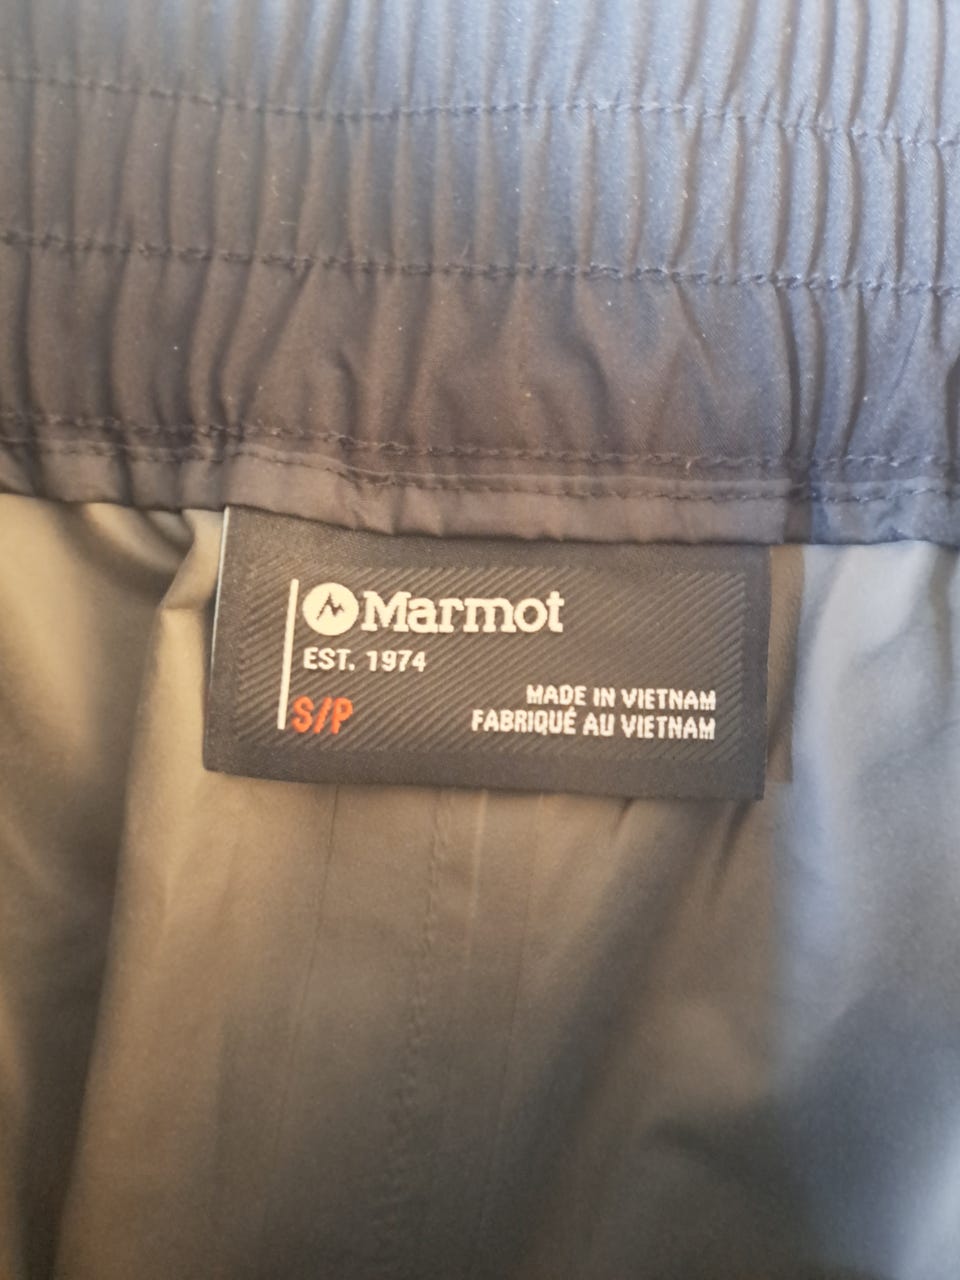 Marmot
EST. 1974
S/P
MADE IN VIETNAM
FABRIQUÉ AU VIETNAM